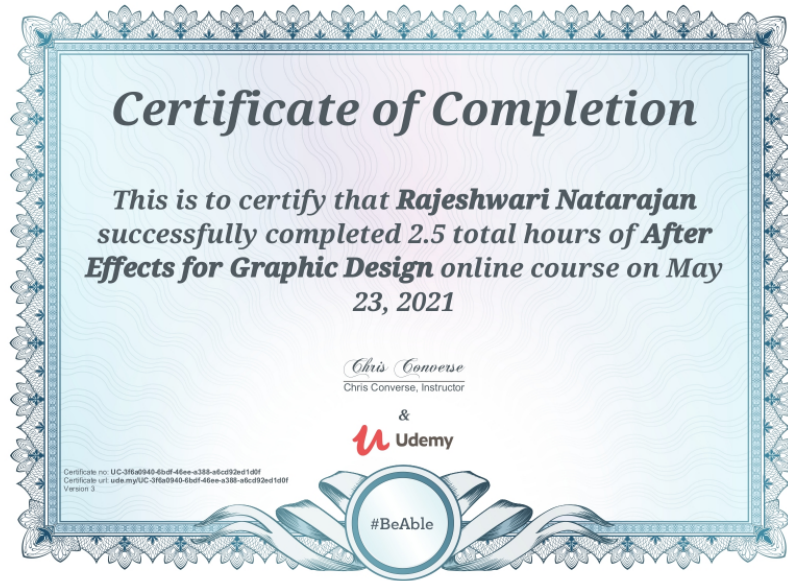 Certificate of Completion
This is to certify that Rajeshwari Natarajan
successfully completed 2.5 total hours of After
Effects for Graphic Design online course on May
23, 2021
Chris Converse
Chris Converse, Instructor
&
Udemy
Certificate no: UC-3f6a0940-6bdf-46ee-a388-a6cd92ed1d0f
Certificate url: ude.my/UC-3f6a0940-6bdf-46ee-a388-a6cd92ed1d0f
Version 3
#BeAble